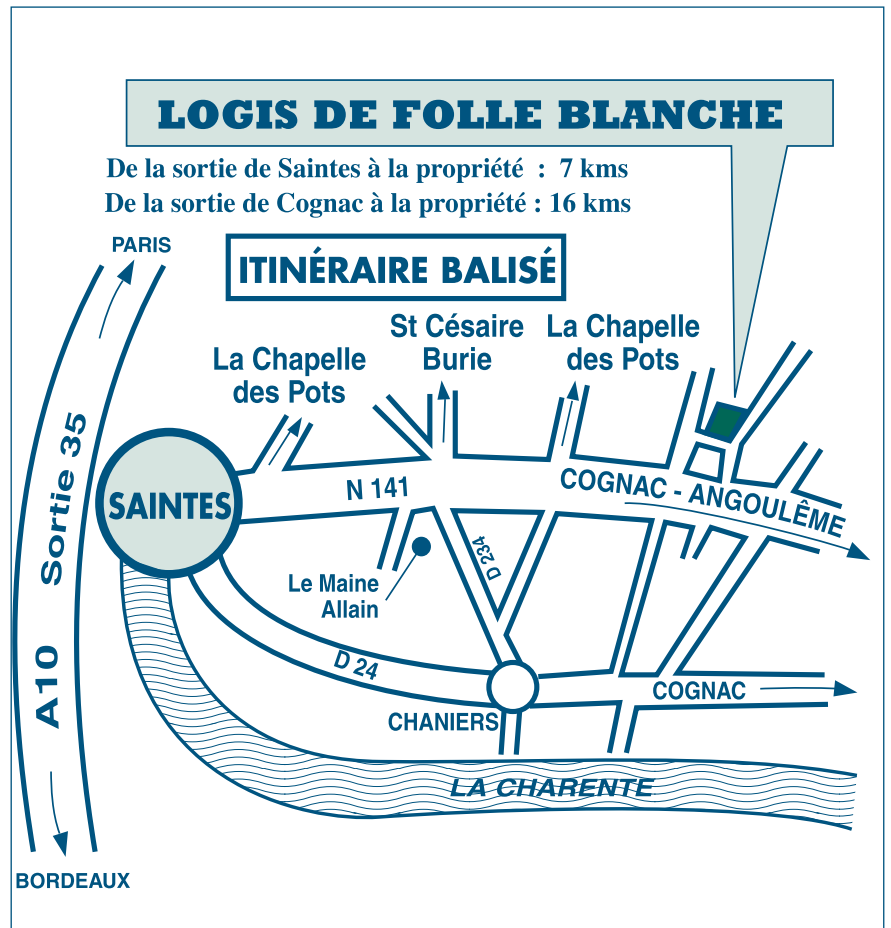 LOGIS DE FOLLE BLANCHE
De la sortie de Saintes à la propriété : 7 kms
De la sortie de Cognac à la propriété : 16 kms
PARIS
ITINÉRAIRE BALISÉ
La Chapelle
des Pots
St Césaire
Burie
La Chapelle
des Pots
A10 Sortie 35
SAINTES
N 141
COGNAC - ANGOULÊME
Le Maine
Allain
D 234
D 24
CHANIERS
COGNAC
LA CHARENTE
BORDEAUX